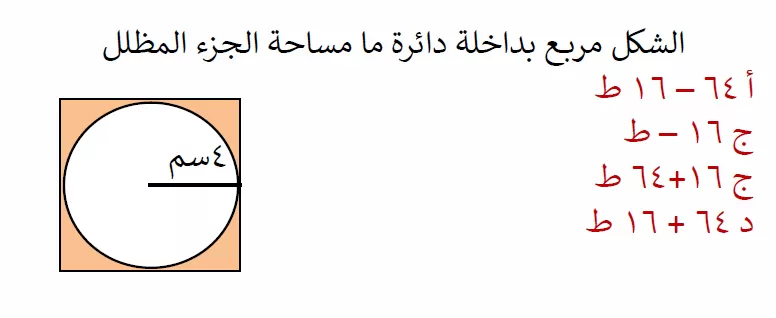 الشكل مربع بداخلة دائرة ما مساحة الجزء المظلل
أ ٦٤ – ١٦ ط
ج ١٦ – ط
ج ١٦+٦٤ ط
د ٦٤ + ١٦ ط
٤سم